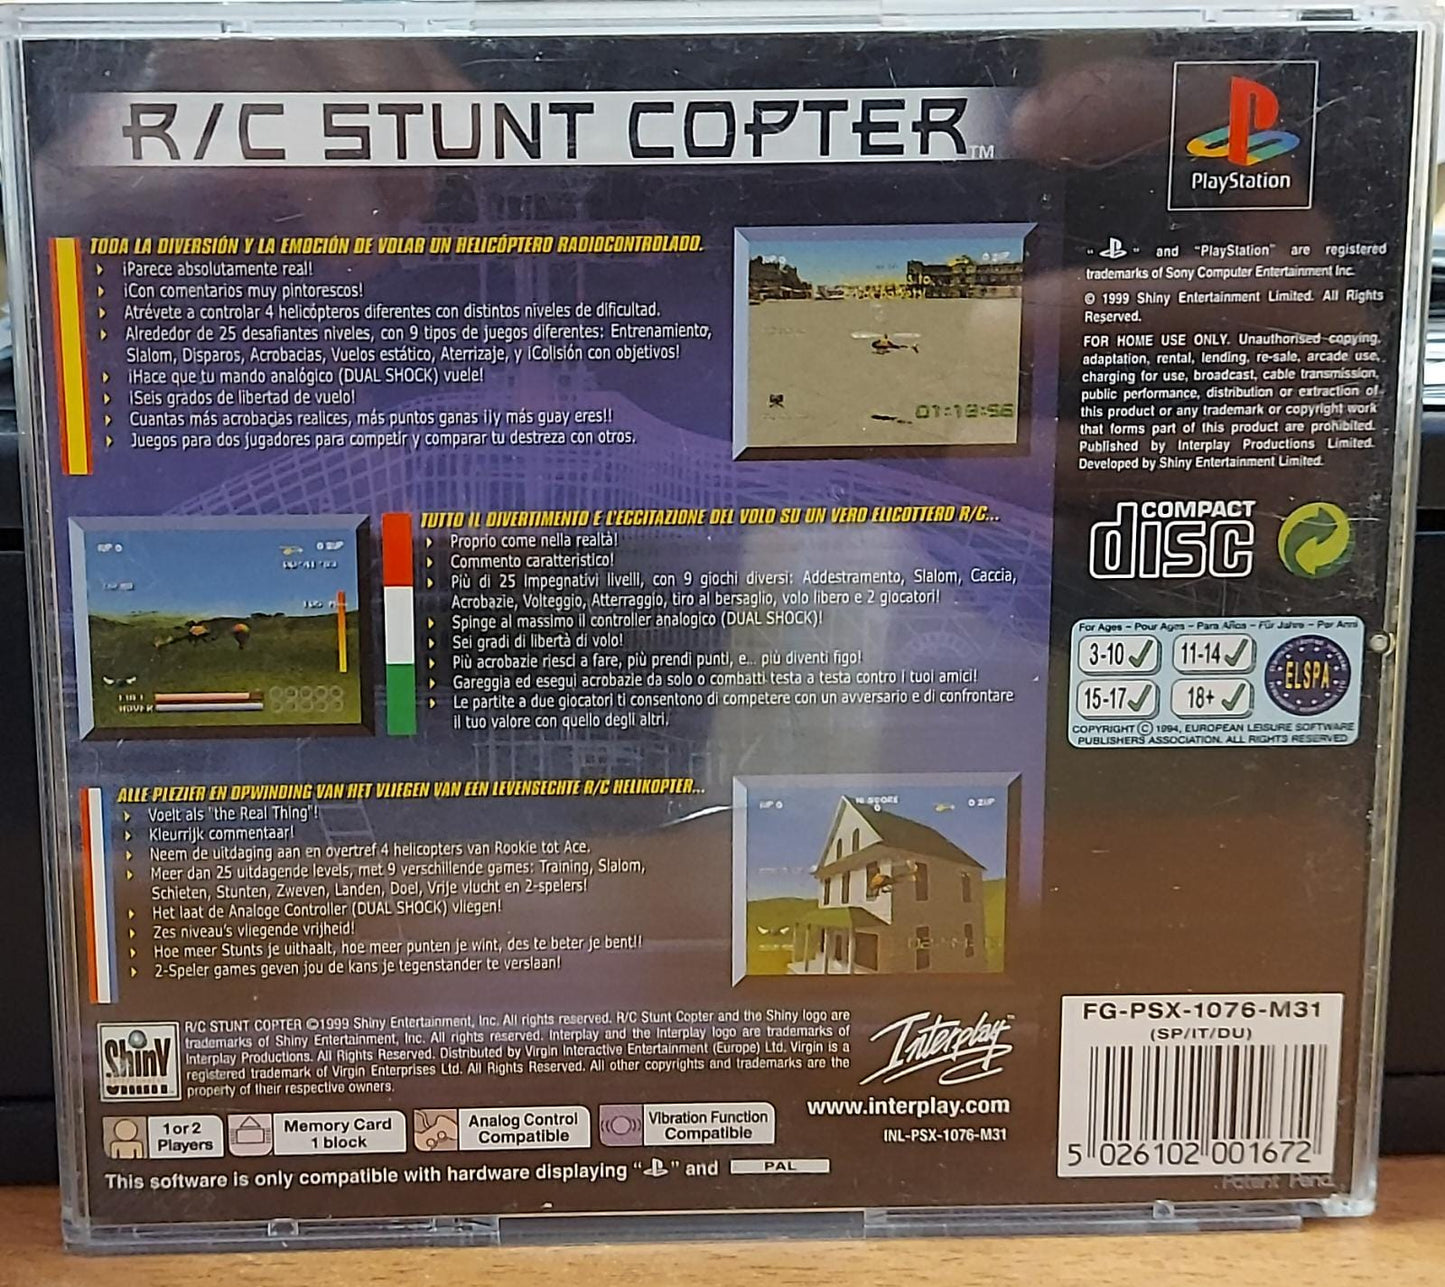 R/C STUNT COPTER™
PlayStation
TODA LA DIVERSIÓN Y LA EMOCIÓN DE VOLAR UN HELICÓPTERO RADIOCONTROLADO.
¡Parece absolutamente real!
¡Con comentarios muy pintorescos!
Atrévete a controlar 4 helicópteros diferentes con distintos niveles de dificultad.
Alrededor de 25 desafiantes niveles, con 9 tipos de juegos diferentes: Entrenamiento,
Slalom, Disparos, Acrobacias, Vuelos estático, Aterrizaje, y ¡Colisión con objetivos!
¡Hace que tu mando analógico (DUAL SHOCK) vuele!
¡Seis grados de libertad de vuelo!
Cuantas más acrobacias realices, más puntos ganas ¡¡y más guay eres!!
Juegos para dos jugadores para competir y comparar tu destreza con otros.
01:18:56
" " and "PlayStation" are registered
trademarks of Sony Computer Entertainment Inc.
© 1999 Shiny Entertainment Limited. All Rights
Reserved.
FOR HOME USE ONLY. Unauthorised copying,
adaptation, rental, lending, re-sale, arcade use,
charging for use, broadcast, cable transmission,
public performance, distribution or extraction of
this product or any trademark or copyright work
that forms part of this product are prohibited.
Published by Interplay Productions Limited.
Developed by Shiny Entertainment Limited.
COMPACT
disc
TUTTO IL DIVERTIMENTO E L'ECCITAZIONE DEL VOLO SU UN VERO ELICOTTERO R/C...
Proprio come nella realtà!
Commento caratteristico!
Più di 25 impegnativi livelli, con 9 giochi diversi: Addestramento, Slalom, Caccia,
Acrobazie, Volteggio, Atterraggio, tiro al bersaglio, volo libero e 2 giocatori!
Spinge al massimo il controller analogico (DUAL SHOCK)!
Sei gradi di libertà di volo!
Più acrobazie riesci a fare, più prendi punti, e... più diventi figo!
Gareggia ed esegui acrobazie da solo o combatti testa a testa contro i tuoi amici!
Le partite a due giocatori ti consentono di competere con un avversario e di confrontare
il tuo valore con quello degli altri.
1UP 0
0 2UP
HOVER
For Ages – Pour Ages – Para Años – Für Jahre – Per Anni
3-10 11-14
15-17 18+
ELSPA
COPYRIGHT © 1994, EUROPEAN LEISURE SOFTWARE
PUBLISHERS ASSOCIATION. ALL RIGHTS RESERVED
ALLE PLEZIER EN OPWINDING VAN HET VLIEGEN VAN EEN LEVENSECHTE R/C HELIKOPTER...
Voelt als "the Real Thing"!
Kleurrijk commentaar!
Neem de uitdaging aan en overtref 4 helicopters van Rookie tot Ace.
Meer dan 25 uitdagende levels, met 9 verschillende games: Training, Slalom,
Schieten, Stunten, Zweven, Landen, Doel, Vrije vlucht en 2-spelers!
Het laat de Analoge Controller (DUAL SHOCK) vliegen!
Zes niveau's vliegende vrijheid!
Hoe meer Stunts je uithaalt, hoe meer punten je wint, des te beter je bent!!
2-Speler games geven jou de kans je tegenstander te verslaan!
1UP 0
HI SCORE
0
0 2UP
Shiny
ENTERTAINMENT
R/C STUNT COPTER ©1999 Shiny Entertainment, Inc. All rights reserved. R/C Stunt Copter and the Shiny logo are
trademarks of Shiny Entertainment, Inc. All rights reserved. Interplay and the Interplay logo are trademarks of
Interplay Productions. All Rights Reserved. Distributed by Virgin Interactive Entertainment (Europe) Ltd. Virgin is a
registered trademark of Virgin Enterprises Ltd. All Rights Reserved. All other copyrights and trademarks are the
property of their respective owners.
Interplay™
www.interplay.com
INL-PSX-1076-M31
1 or 2
Players
Memory Card
1 block
Analog Control
Compatible
Vibration Function
Compatible
This software is only compatible with hardware displaying " " and PAL
FG-PSX-1076-M31
(SP/IT/DU)
5 026102 001672
Patent Pend.